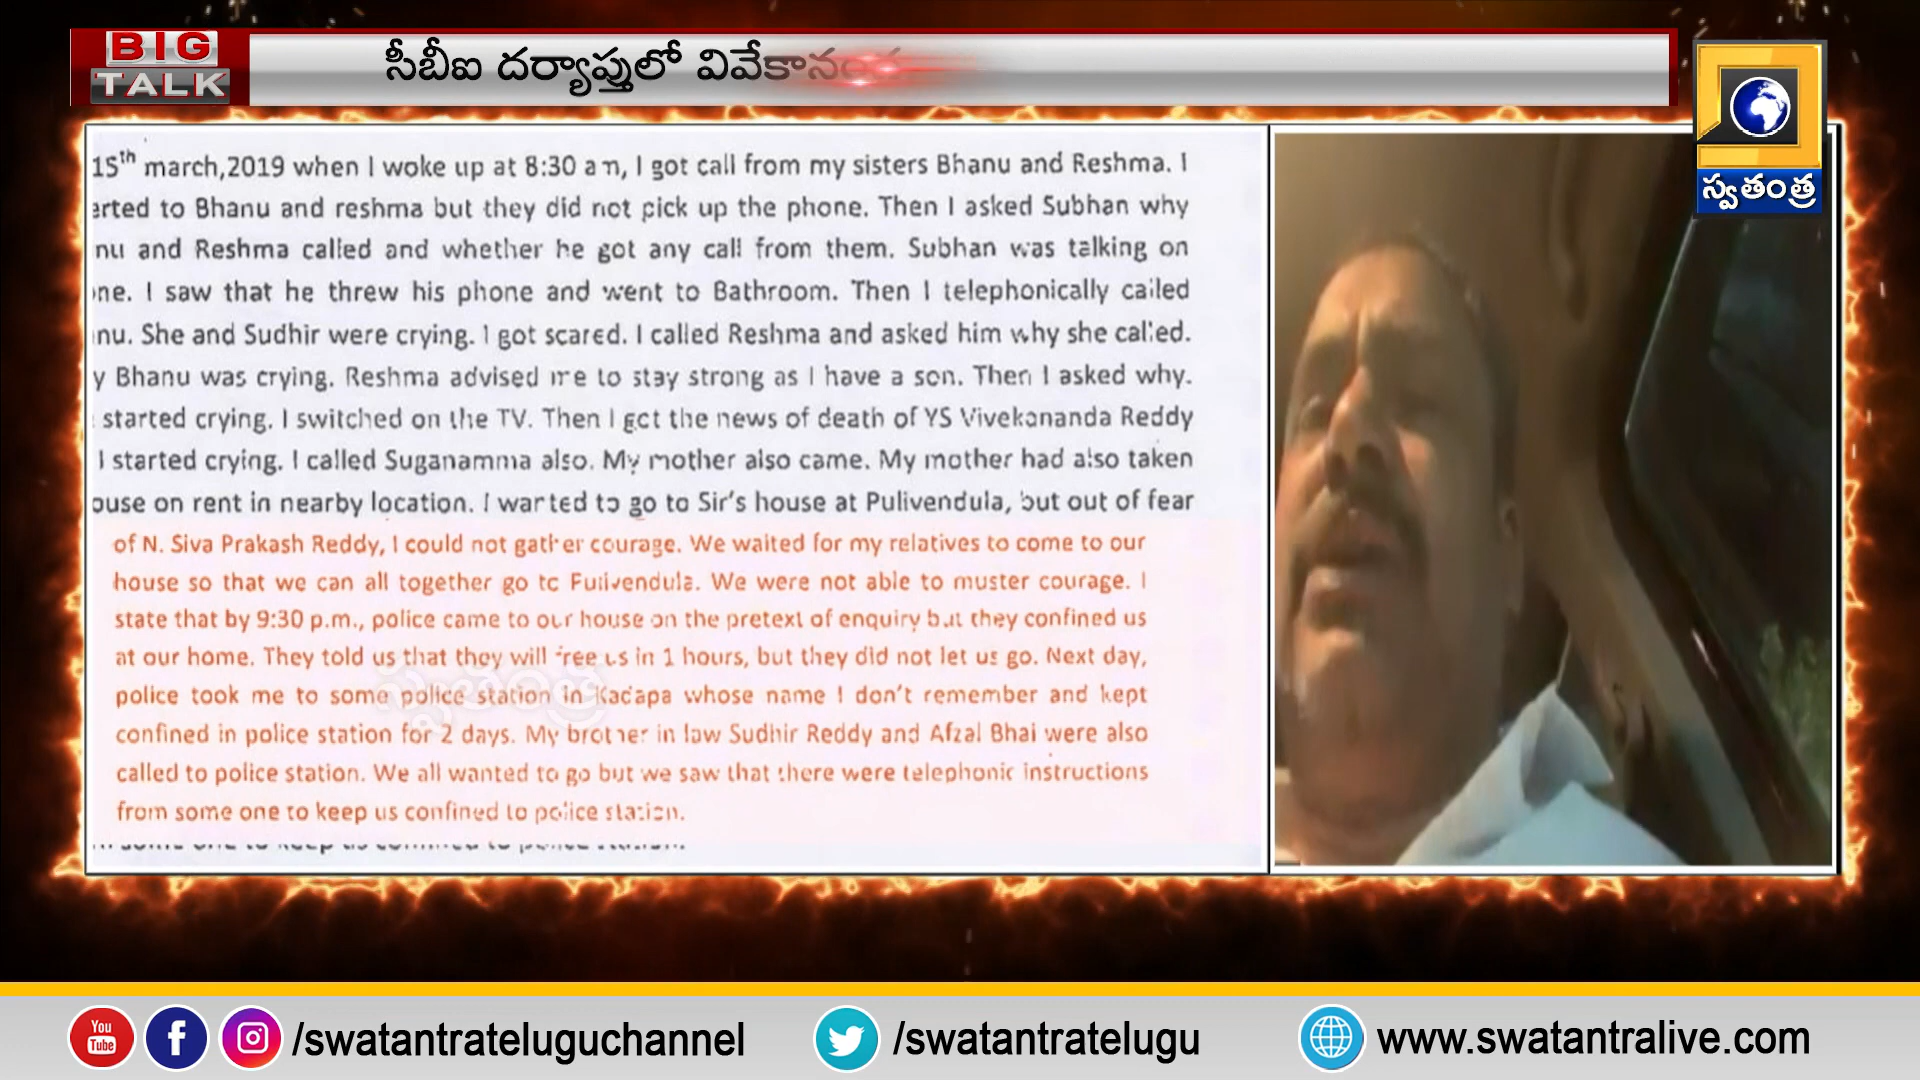 BIG
TALK
సీబీఐ దర్యాప్తులో వివేకానంద
స్వతంత్ర
15th march,2019 when I woke up at 8:30 am, I got call from my sisters Bhanu and Reshma. I
erted to Bhanu and reshma but they did not pick up the phone. Then I asked Subhan why
nu and Reshma called and whether he got any call from them. Subhan was talking on
ne. I saw that he threw his phone and went to Bathroom. Then I telephonically called
nu. She and Sudhir were crying. I got scared. I called Reshma and asked him why she called.
y Bhanu was crying. Reshma advised me to stay strong as I have a son. Then I asked why.
started crying. I switched on the TV. Then I got the news of death of YS Vivekananda Reddy
I started crying. I called Suganamma also. My mother also came. My mother had also taken
ouse on rent in nearby location. I wanted to go to Sir's house at Pulivendula, but out of fear
of N. Siva Prakash Reddy, I could not gather courage. We waited for my relatives to come to our
house so that we can all together go to Pulivendula. We were not able to muster courage. I
state that by 9:30 p.m., police came to our house on the pretext of enquiry but they confined us
at our home. They told us that they will free us in 1 hours, but they did not let us go. Next day,
police took me to some police station in Kadapa whose name I don't remember and kept
confined in police station for 2 days. My brother in law Sudhir Reddy and Afzal Bhai were also
called to police station. We all wanted to go but we saw that there were telephonic instructions
from some one to keep us confined to police station.
స్వతంత్ర
You
Tube
/swatantrateluguchannel
/swatantratelugu
www.swatantralive.com